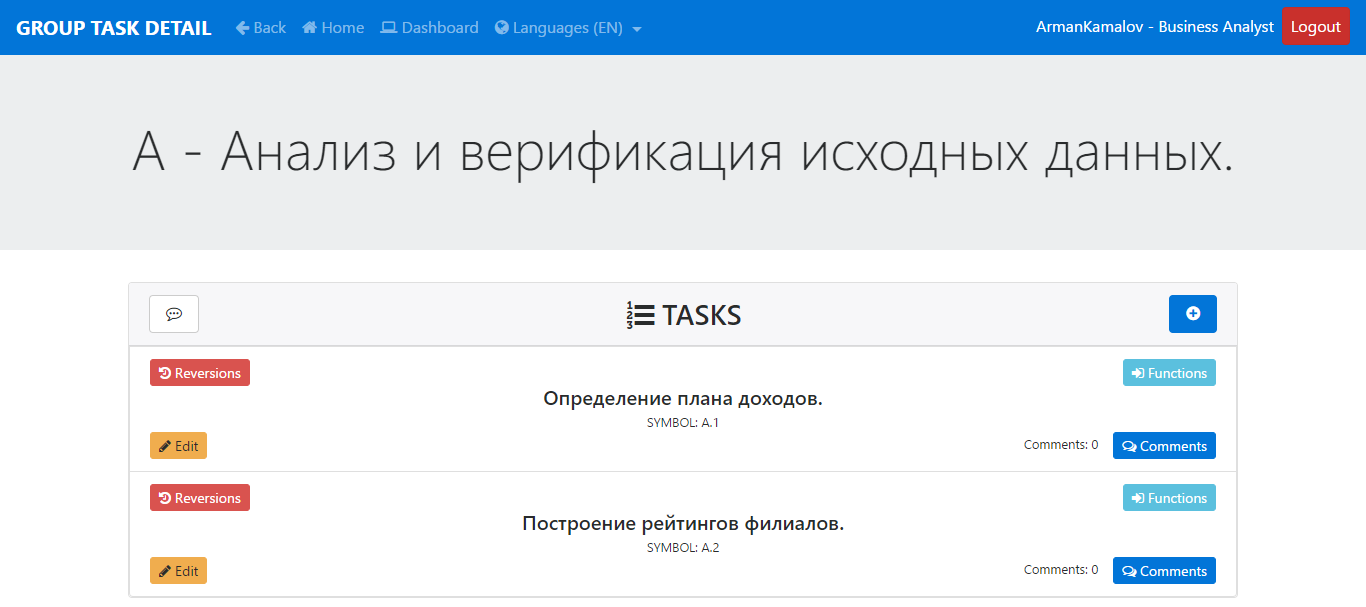 GROUP TASK DETAIL Back Home Dashboard Languages (EN) ArmanKamalov - Business Analyst Logout
А - Анализ и верификация исходных данных.
TASKS
Reversions Functions
Определение плана доходов.
SYMBOL: A.1
Edit Comments: 0 Comments
Reversions Functions
Построение рейтингов филиалов.
SYMBOL: A.2
Edit Comments: 0 Comments